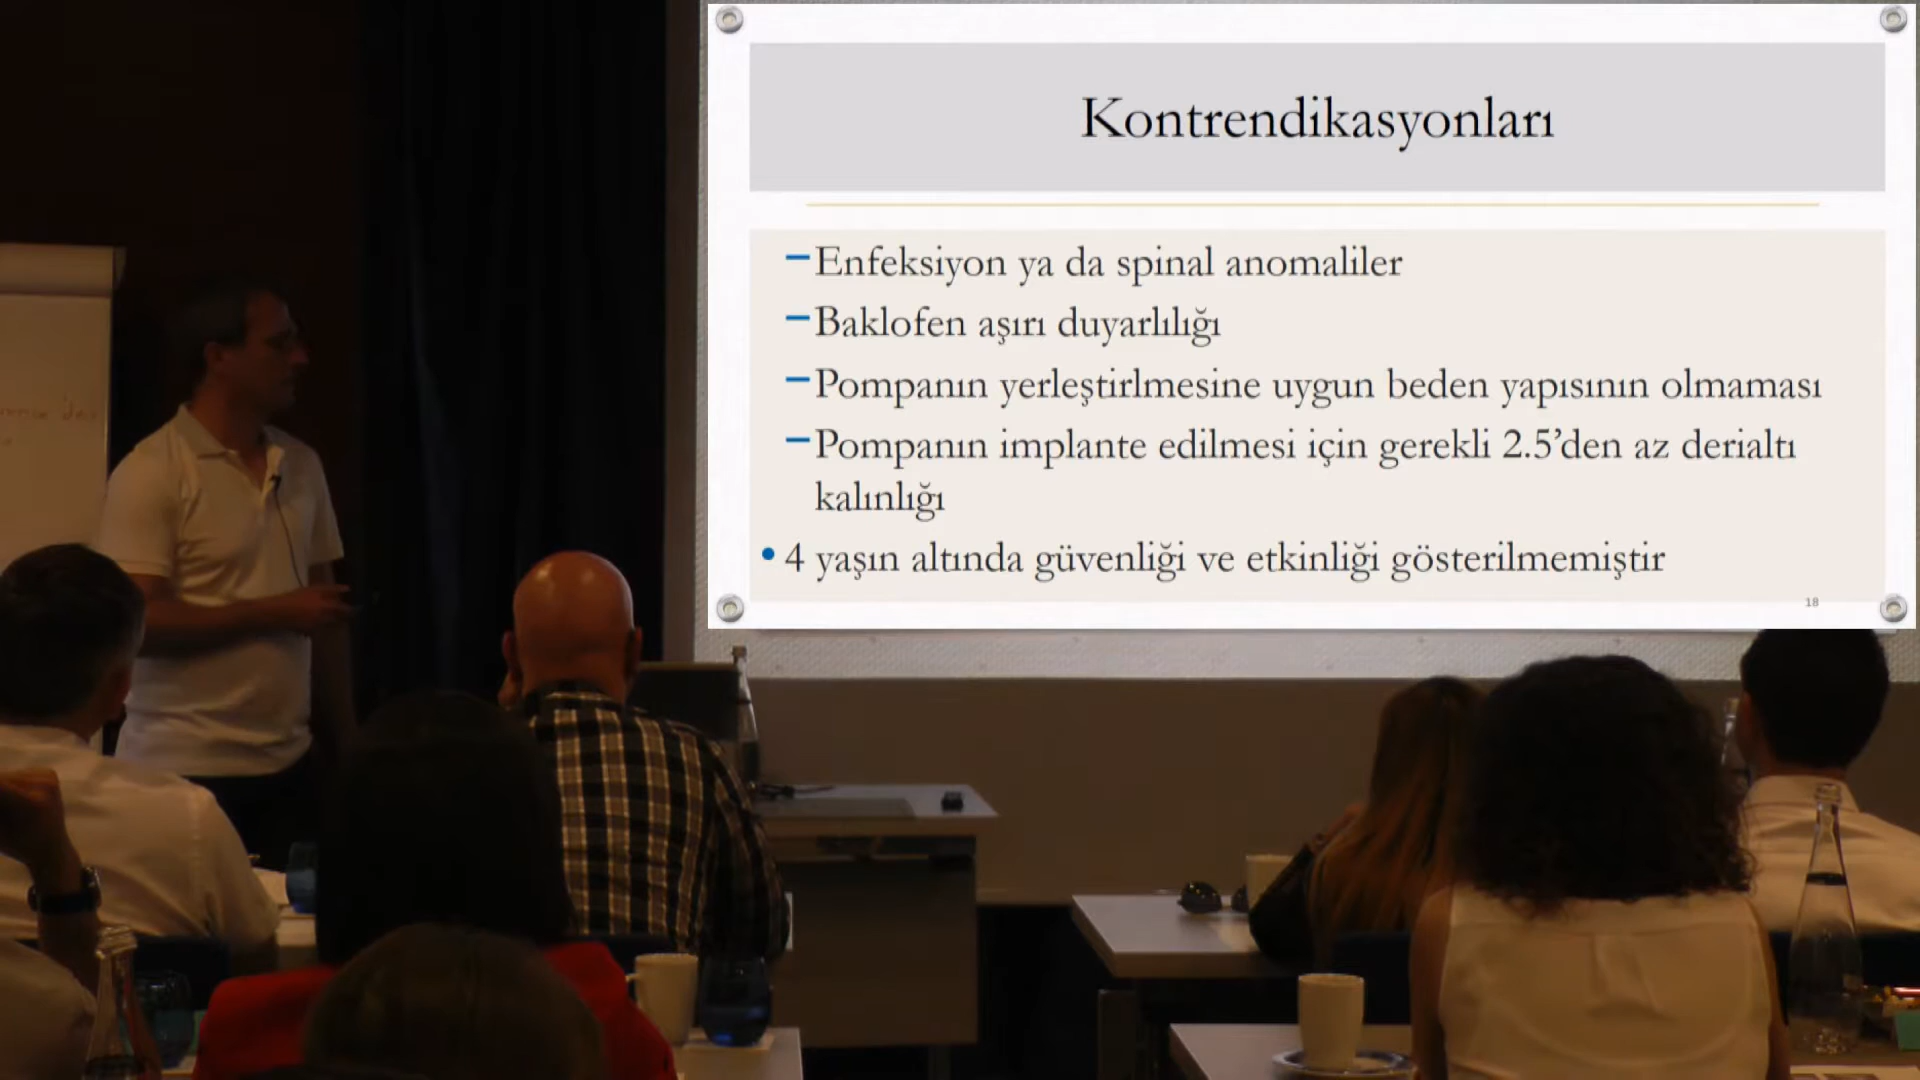 Kontrendikasyonları
–Enfeksiyon ya da spinal anomaliler
–Baklofen aşırı duyarlılığı
–Pompanın yerleştirlmesine uygun beden yapısının olmaması
–Pompanın implante edilmesi için gerekli 2.5’den az derialtı
kalınlığı
• 4 yaşın altında güvenliği ve etkinliği gösterilmemiştir
18